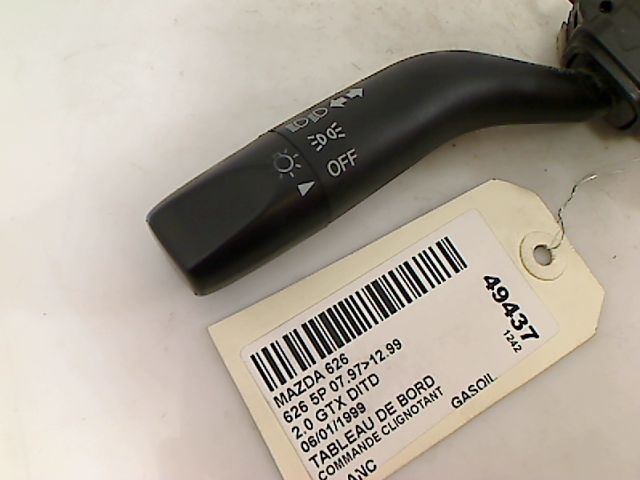 OFF
49437
1242
MAZDA 626
626 5P 07.97>12.99
2.0 GTX DITD
06/01/1999
TABLEAU DE BORD
COMMANDE CLIGNOTANT
GASOIL